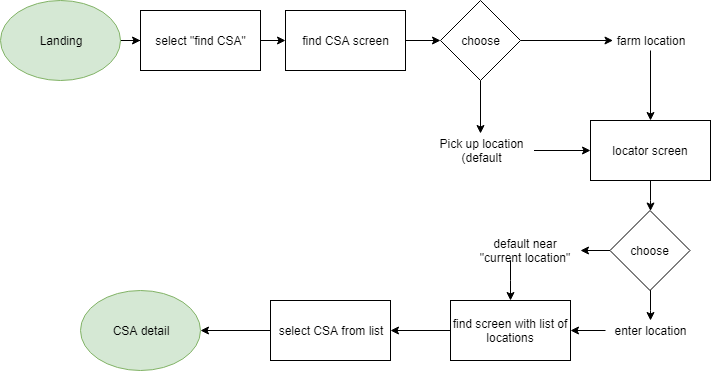 Landing
select "find CSA"
find CSA screen
choose
farm location
Pick up location
(default
locator screen
choose
default near
"current location"
enter location
find screen with list of
locations
select CSA from list
CSA detail